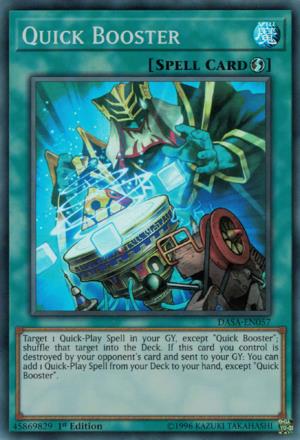 QUICK BOOSTER
[SPELL CARD]
DASA-EN057
Target 1 Quick-Play Spell in your GY, except "Quick Booster";
shuffle that target into the Deck. If this card you control is
destroyed by your opponent's card and sent to your GY: You can
add 1 Quick-Play Spell from your Deck to your hand, except "Quick
Booster".
45869829 1st Edition ©1996 KAZUKI TAKAHASHI